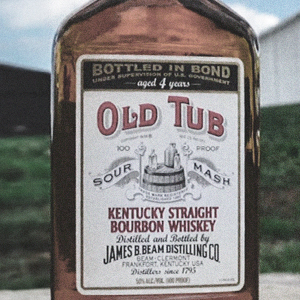 BOTTLED IN BOND
UNDER SUPERVISION OF U.S. GOVERNMENT
aged 4 years
OLD TUB
100 PROOF
SOUR MASH
KENTUCKY STRAIGHT
BOURBON WHISKEY
Distilled and Bottled by
JAMES B. BEAM DISTILLING CO.
BEAM-CLERMONT
FRANKFORT, KENTUCKY USA
Distillers since 1795
50% ALC./VOL. (100 PROOF)